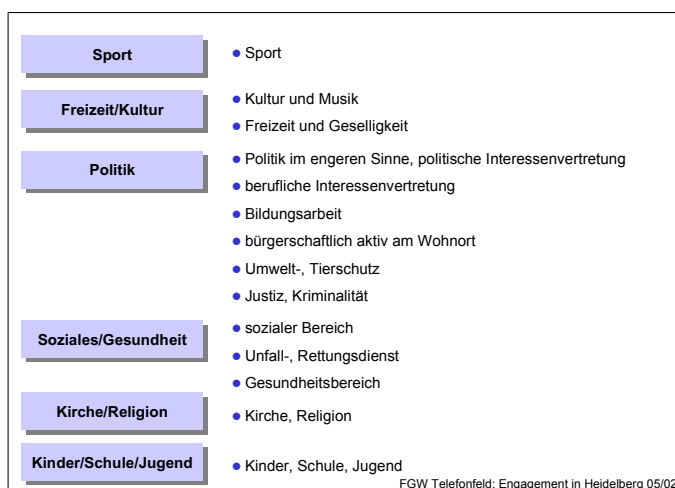 Sport
● Sport
Freizeit/Kultur
● Kultur und Musik
● Freizeit und Geselligkeit
Politik
● Politik im engeren Sinne, politische Interessenvertretung
● berufliche Interessenvertretung
● Bildungsarbeit
● bürgerschaftlich aktiv am Wohnort
● Umwelt-, Tierschutz
● Justiz, Kriminalität
Soziales/Gesundheit
● sozialer Bereich
● Unfall-, Rettungsdienst
● Gesundheitsbereich
Kirche/Religion
● Kirche, Religion
Kinder/Schule/Jugend
● Kinder, Schule, Jugend
FGW Telefonfeld: Engagement in Heidelberg 05/02